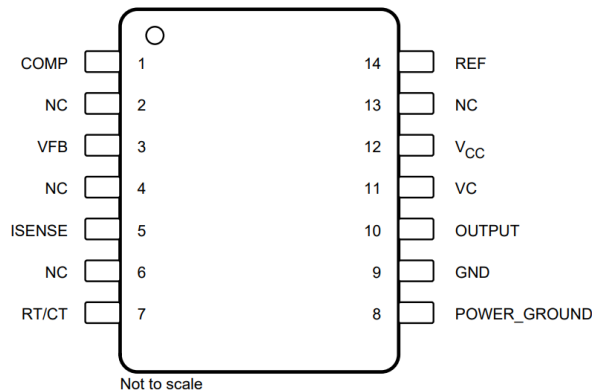 COMP 1 14 REF
NC 2 13 NC
VFB 3 12 VCC
NC 4 11 VC
ISENSE 5 10 OUTPUT
NC 6 9 GND
RT/CT 7 8 POWER_GROUND
Not to scale